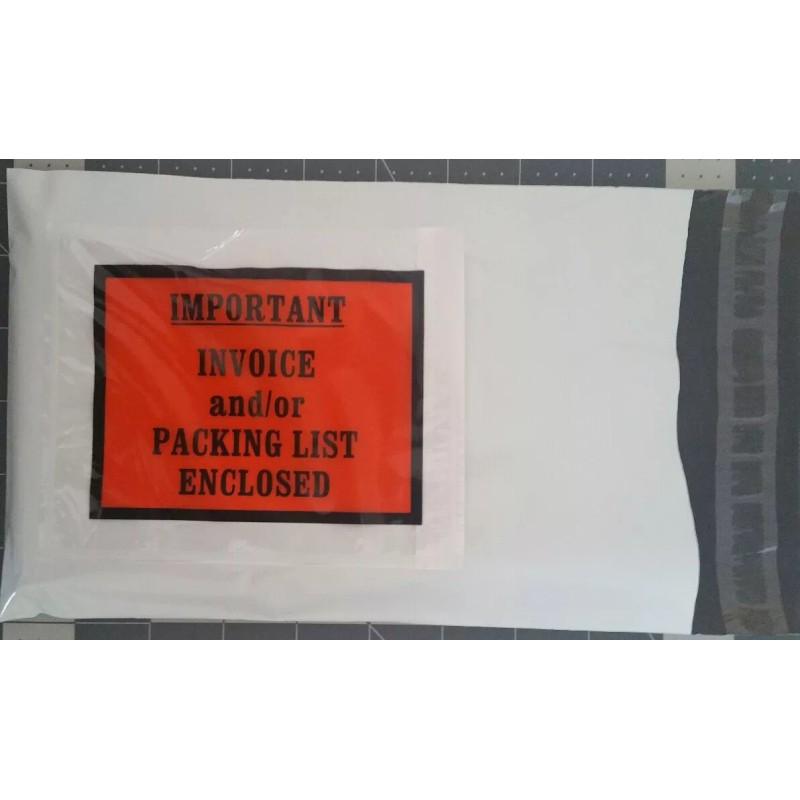 IMPORTANT
INVOICE
and/or
PACKING LIST
ENCLOSED